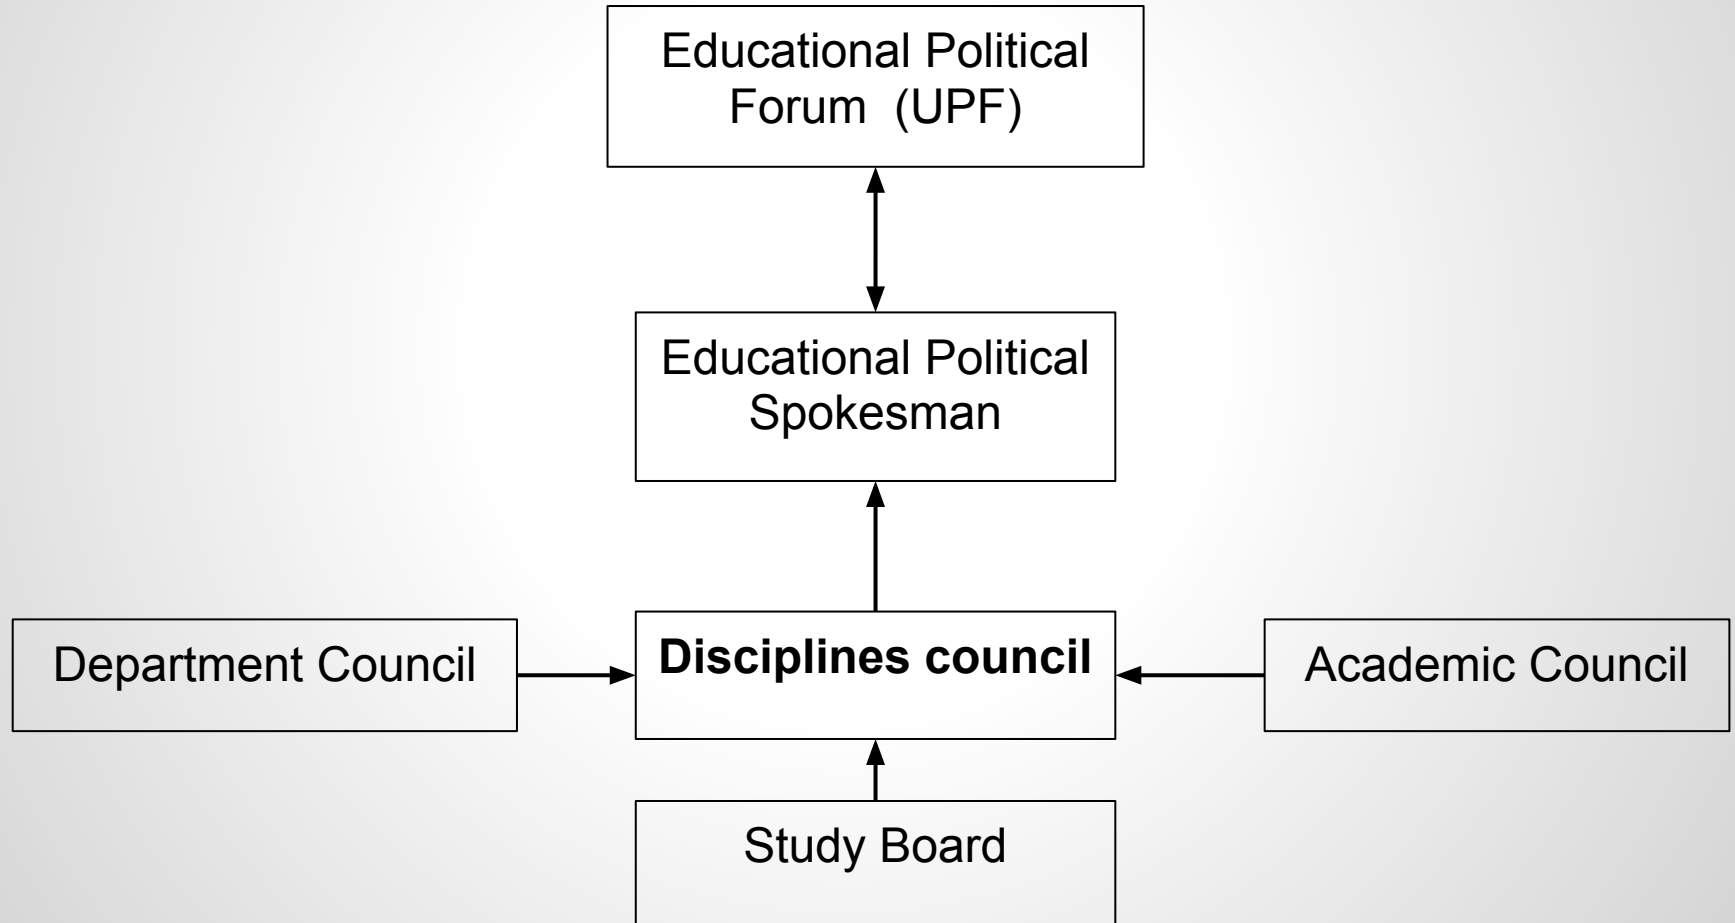 Educational Political
Forum  (UPF)
Educational Political
Spokesman
Department Council
Disciplines council
Academic Council
Study Board